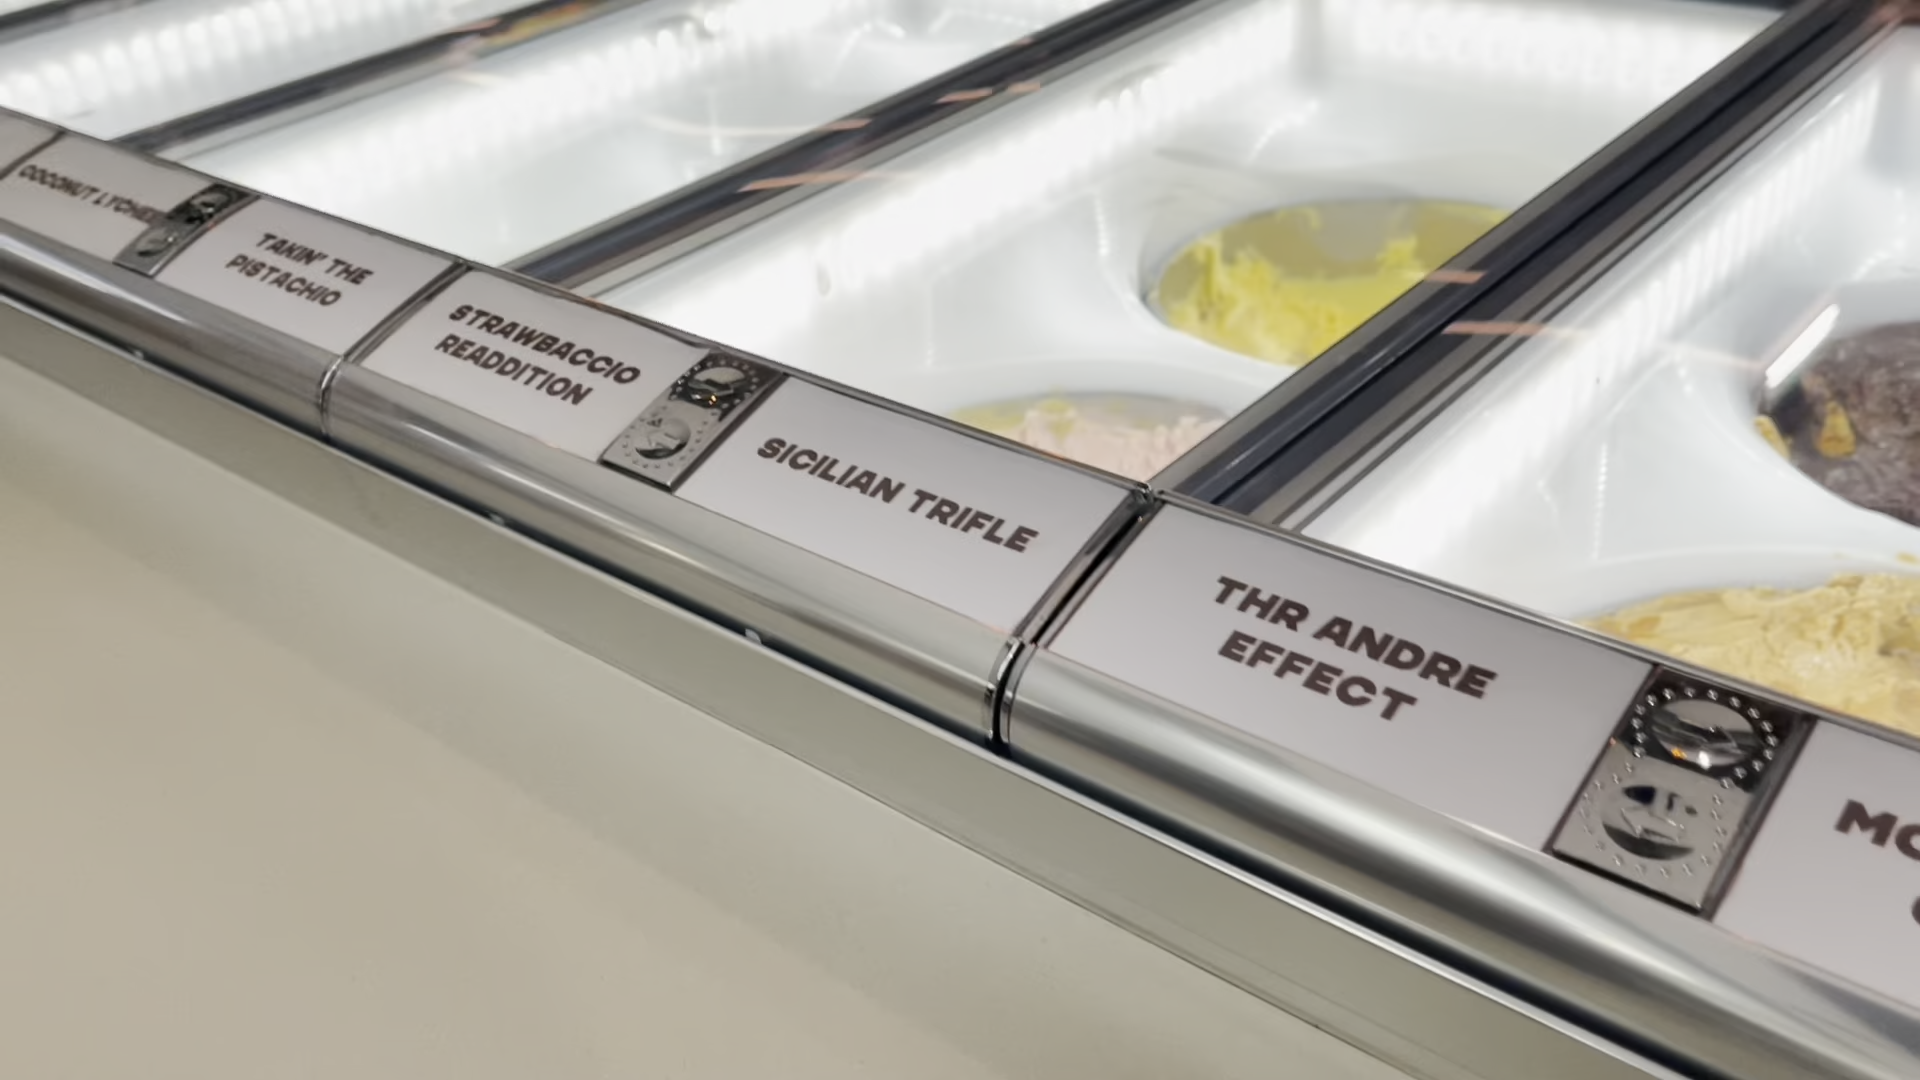 COCONUT LYCHEE
TAKIN' THE
PISTACHIO
STRAWBACCIO
READDITION
SICILIAN TRIFLE
THR ANDRE
EFFECT